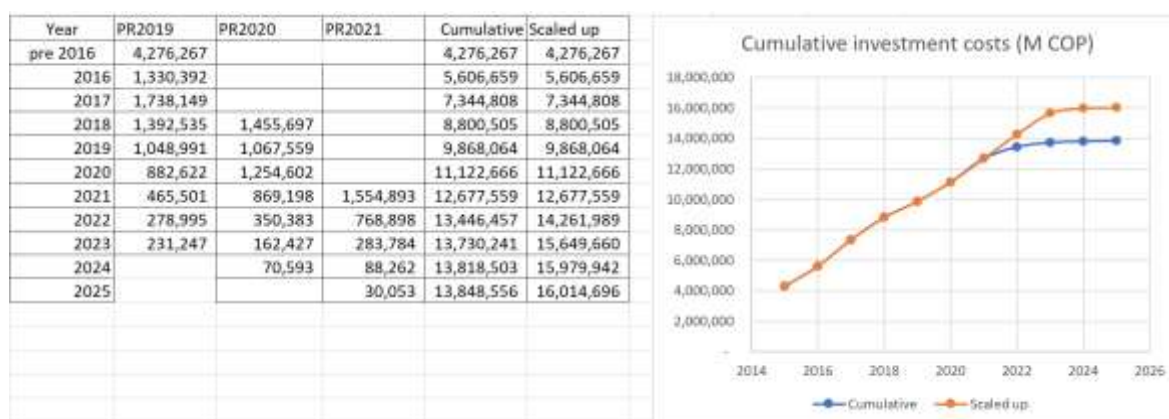 Year PR2019 PR2020 PR2021 Cumulative Scaled up
pre 2016 4,276,267 4,276,267 4,276,267
2016 1,330,392 5,606,659 5,606,659
2017 1,738,149 7,344,808 7,344,808
2018 1,392,535 1,455,697 8,800,505 8,800,505
2019 1,048,991 1,067,559 9,868,064 9,868,064
2020 882,622 1,254,602 11,122,666 11,122,666
2021 465,501 869,198 1,554,893 12,677,559 12,677,559
2022 278,995 350,383 768,898 13,446,457 14,261,989
2023 231,247 162,427 283,784 13,730,241 15,649,660
2024 70,593 88,262 13,818,503 15,979,942
2025 30,053 13,848,556 16,014,696
Cumulative investment costs (M COP)
18,000,000
16,000,000
14,000,000
12,000,000
10,000,000
8,000,000
6,000,000
4,000,000
2,000,000
-
2014 2016 2018 2020 2022 2024 2026
Cumulative Scaled up